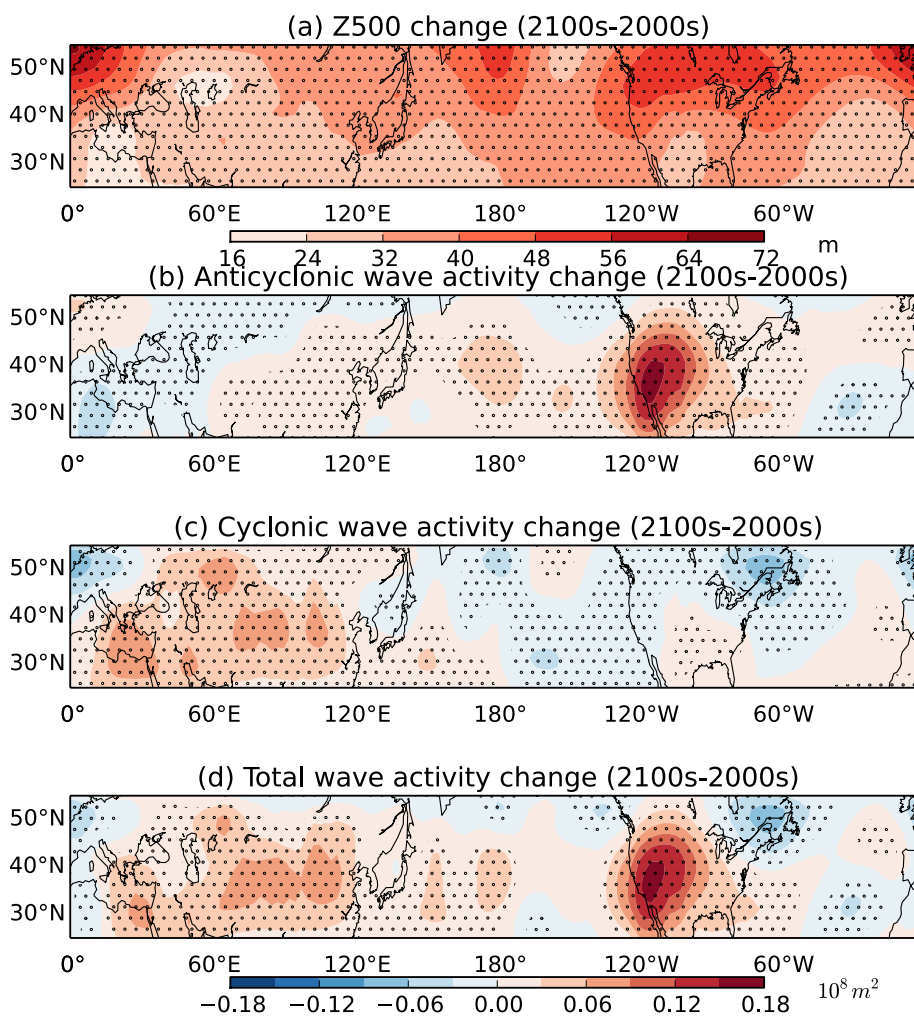 (a) Z500 change (2100s-2000s)
50°N
40°N
30°N
0° 60°E 120°E 180° 120°W 60°W
16 24 32 40 48 56 64 72 m
(b) Anticyclonic wave activity change (2100s-2000s)
50°N
40°N
30°N
0° 60°E 120°E 180° 120°W 60°W
(c) Cyclonic wave activity change (2100s-2000s)
50°N
40°N
30°N
0° 60°E 120°E 180° 120°W 60°W
(d) Total wave activity change (2100s-2000s)
50°N
40°N
30°N
0° 60°E 120°E 180° 120°W 60°W
−0.18 −0.12 −0.06 0.00 0.06 0.12 0.18 10⁸ m²